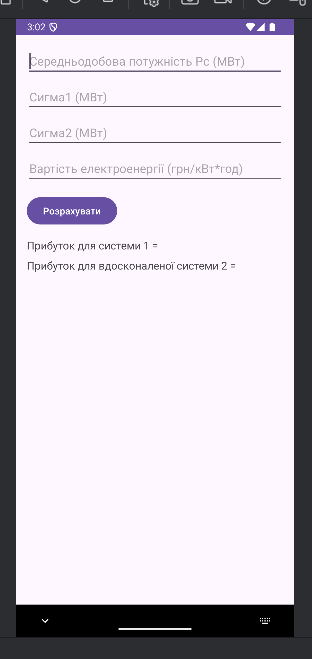 3:02
Середньодобова потужність Pc (МВт)
Сигма1 (МВт)
Сигма2 (МВт)
Вартість електроенергії (грн/кВт*год)
Розрахувати
Прибуток для системи 1 =
Прибуток для вдосконаленої системи 2 =